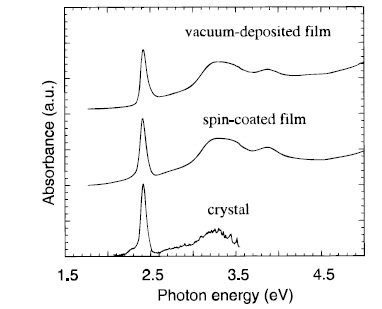 vacuum-deposited film
spin-coated film
crystal
Absorbance (a.u.)
1.5 2.5 3.5 4.5
Photon energy (eV)